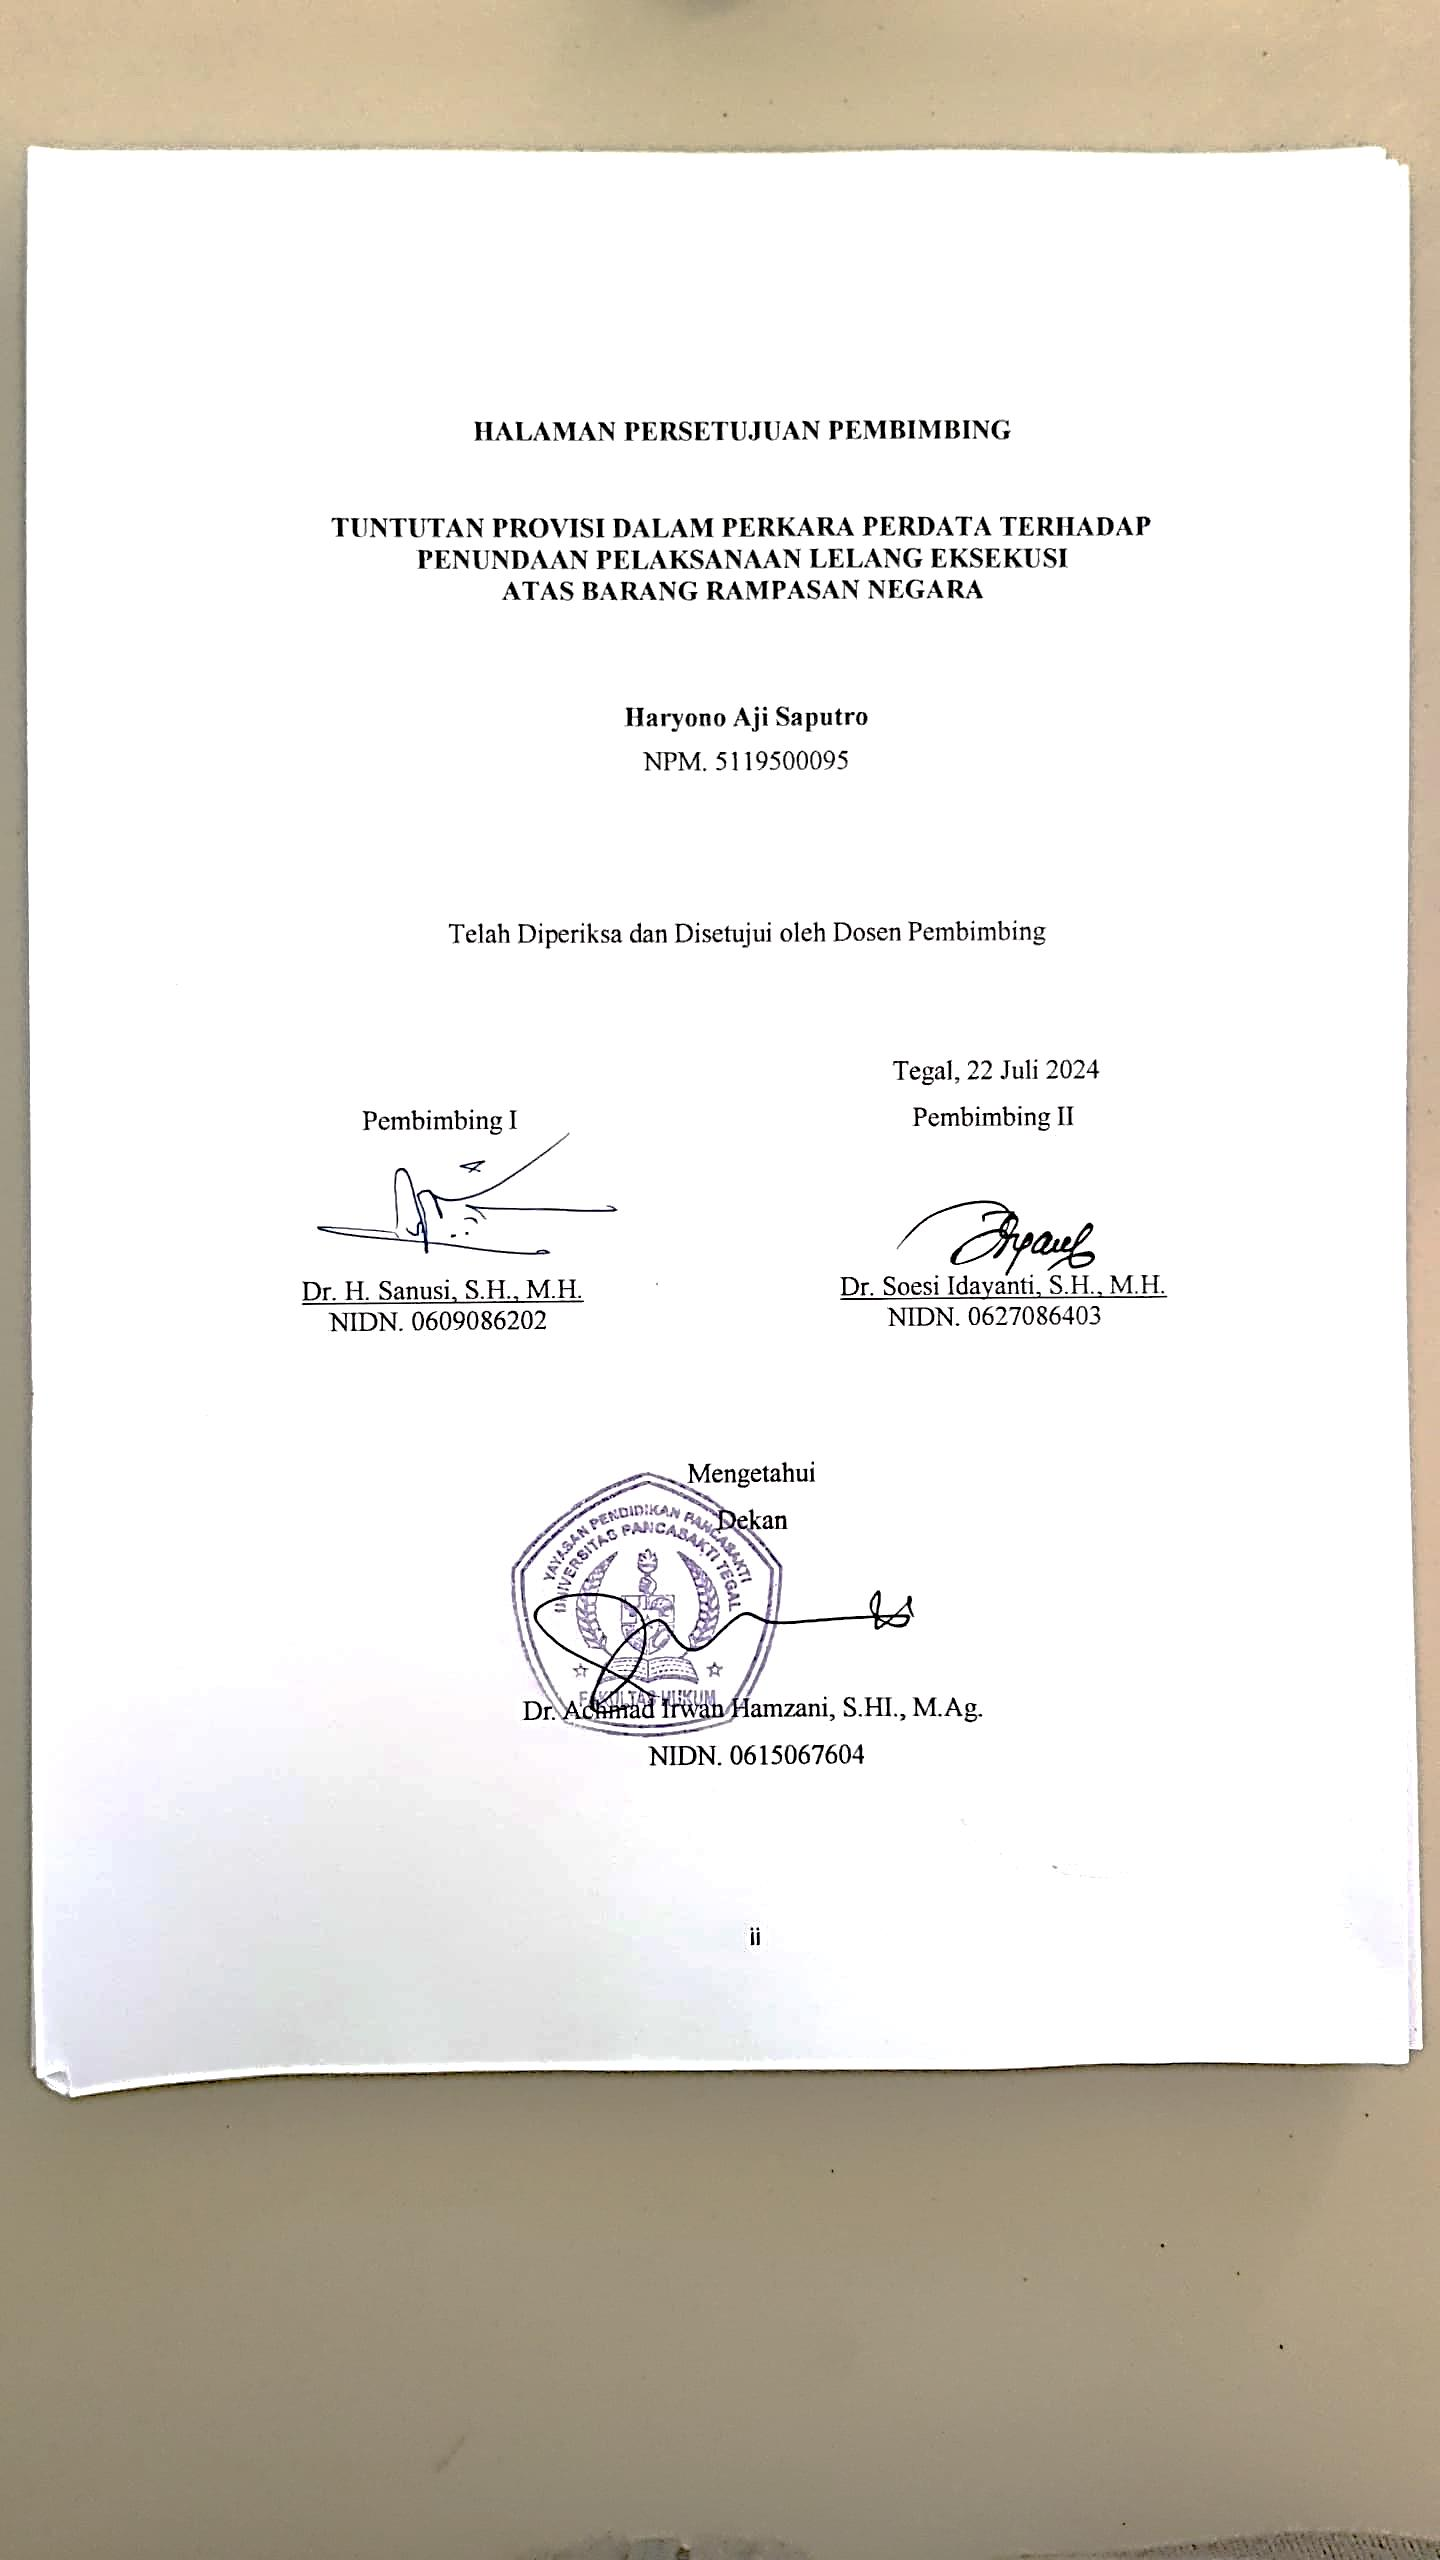 HALAMAN PERSETUJUAN PEMBIMBING
TUNTUTAN PROVISI DALAM PERKARA PERDATA TERHADAP
PENUNDAAN PELAKSANAAN LELANG EKSEKUSI
ATAS BARANG RAMPASAN NEGARA
Haryono Aji Saputro
NPM. 5119500095
Telah Diperiksa dan Disetujui oleh Dosen Pembimbing
Tegal, 22 Juli 2024
Pembimbing I
Pembimbing II
Dr. H. Sanusi, S.H., M.H.
NIDN. 0609086202
Dr. Soesi Idayanti, S.H., M.H.
NIDN. 0627086403
Mengetahui
Dekan
YAYASAN PENDIDIKAN PANCASAKTI
UNIVERSITAS PANCASAKTI TEGAL
FAKULTAS HUKUM
Dr. Achmad Irwan Hamzani, S.HI., M.Ag.
NIDN. 0615067604
ii